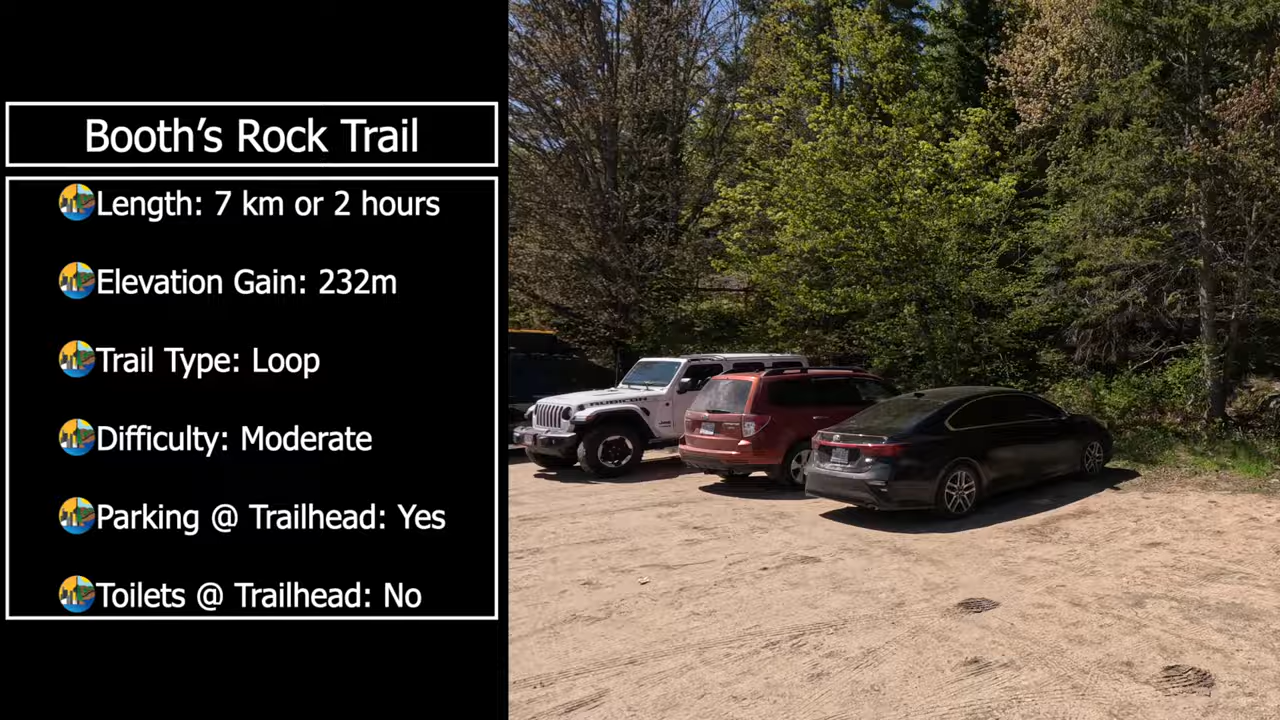 Booth's Rock Trail
Length: 7 km or 2 hours
Elevation Gain: 232m
Trail Type: Loop
Difficulty: Moderate
Parking @ Trailhead: Yes
Toilets @ Trailhead: No
RUBICON